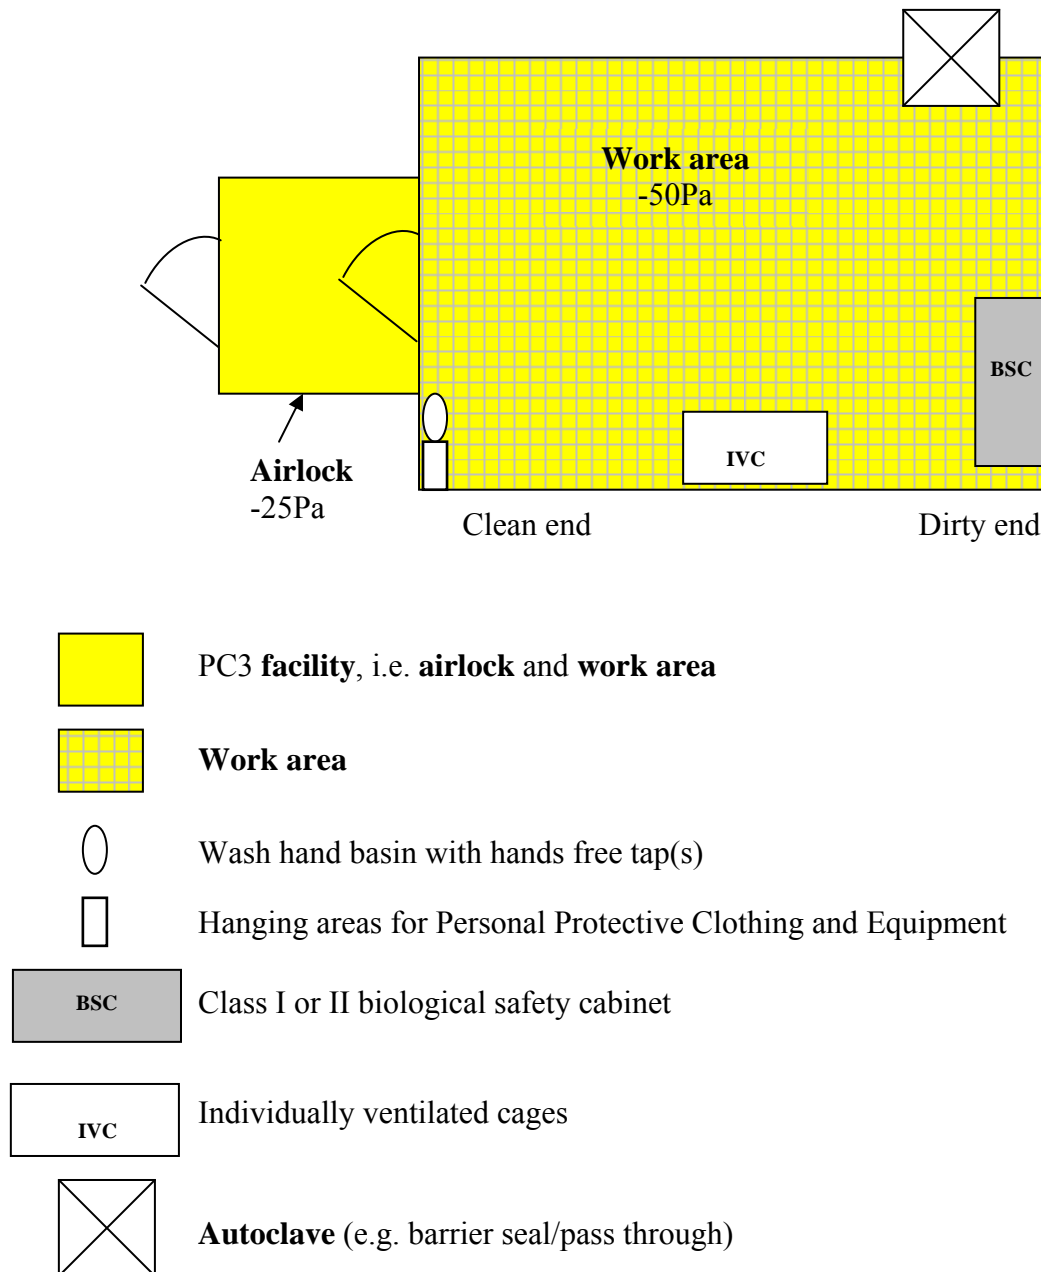 Work area
-50Pa
BSC
IVC
Airlock
-25Pa
Clean end
Dirty end
PC3 facility, i.e. airlock and work area
Work area
Wash hand basin with hands free tap(s)
Hanging areas for Personal Protective Clothing and Equipment
BSC
Class I or II biological safety cabinet
IVC
Individually ventilated cages
Autoclave (e.g. barrier seal/pass through)